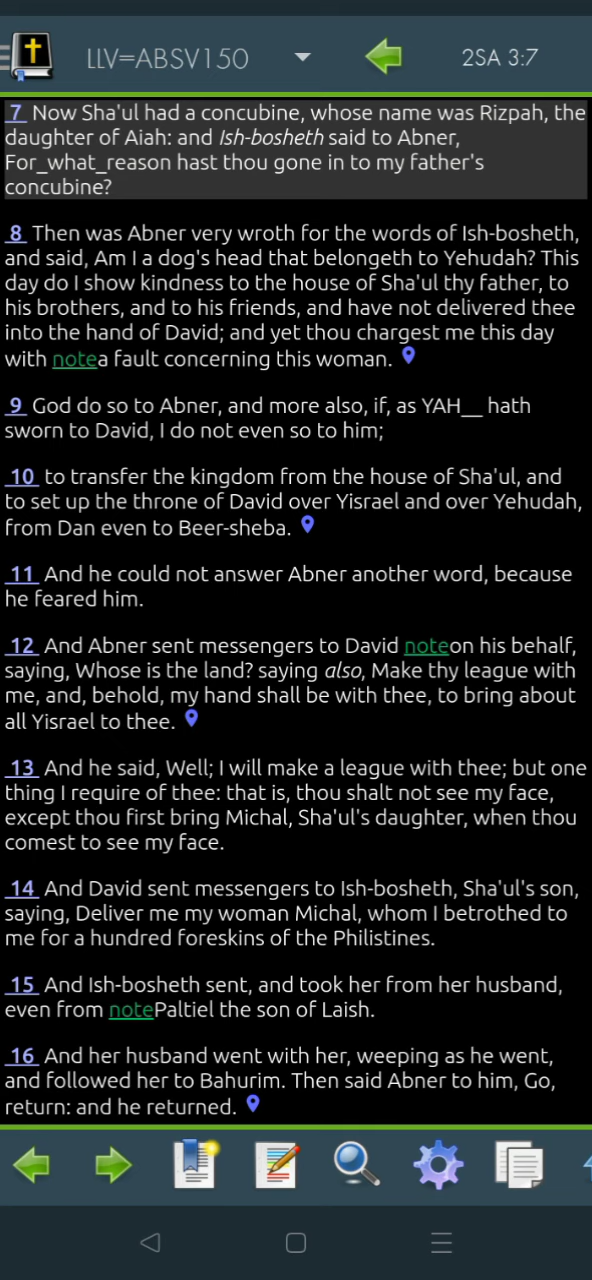 LLV=ABSV150 2SA 3:7
7 Now Sha'ul had a concubine, whose name was Rizpah, the
daughter of Aiah: and Ish-bosheth said to Abner,
For_what_reason hast thou gone in to my father's
concubine?
8 Then was Abner very wroth for the words of Ish-bosheth,
and said, Am I a dog's head that belongeth to Yehudah? This
day do I show kindness to the house of Sha'ul thy father, to
his brothers, and to his friends, and have not delivered thee
into the hand of David; and yet thou chargest me this day
with notea fault concerning this woman.
9 God do so to Abner, and more also, if, as YAH__ hath
sworn to David, I do not even so to him;
10 to transfer the kingdom from the house of Sha'ul, and
to set up the throne of David over Yisrael and over Yehudah,
from Dan even to Beer-sheba.
11 And he could not answer Abner another word, because
he feared him.
12 And Abner sent messengers to David noteon his behalf,
saying, Whose is the land? saying also, Make thy league with
me, and, behold, my hand shall be with thee, to bring about
all Yisrael to thee.
13 And he said, Well; I will make a league with thee; but one
thing I require of thee: that is, thou shalt not see my face,
except thou first bring Michal, Sha'ul's daughter, when thou
comest to see my face.
14 And David sent messengers to Ish-bosheth, Sha'ul's son,
saying, Deliver me my woman Michal, whom I betrothed to
me for a hundred foreskins of the Philistines.
15 And Ish-bosheth sent, and took her from her husband,
even from notePaltiel the son of Laish.
16 And her husband went with her, weeping as he went,
and followed her to Bahurim. Then said Abner to him, Go,
return: and he returned.